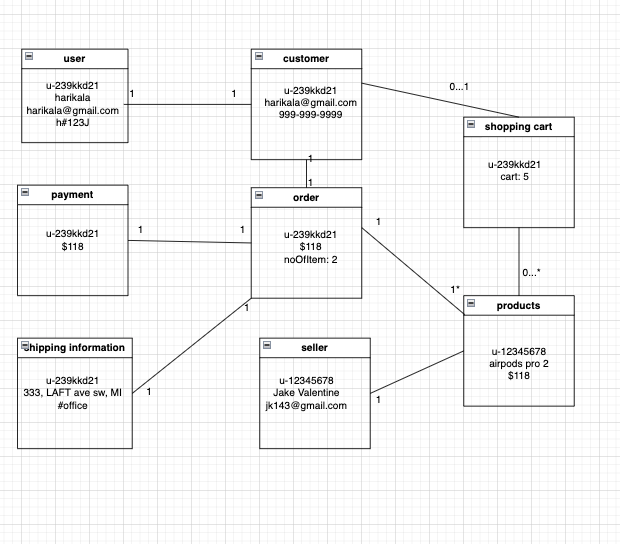 user
u-239kkd21
harikala
harikala@gmail.com
h#123J
1
1
customer
u-239kkd21
harikala@gmail.com
999-999-9999
0...1
shopping cart
u-239kkd21
cart: 5
1
1
payment
u-239kkd21
$118
1
1
order
u-239kkd21
$118
noOfItem: 2
1
1*
0...*
products
u-12345678
airpods pro 2
$118
1
shipping information
u-239kkd21
333, LAFT ave sw, MI
#office
1
seller
u-12345678
Jake Valentine
jk143@gmail.com
1